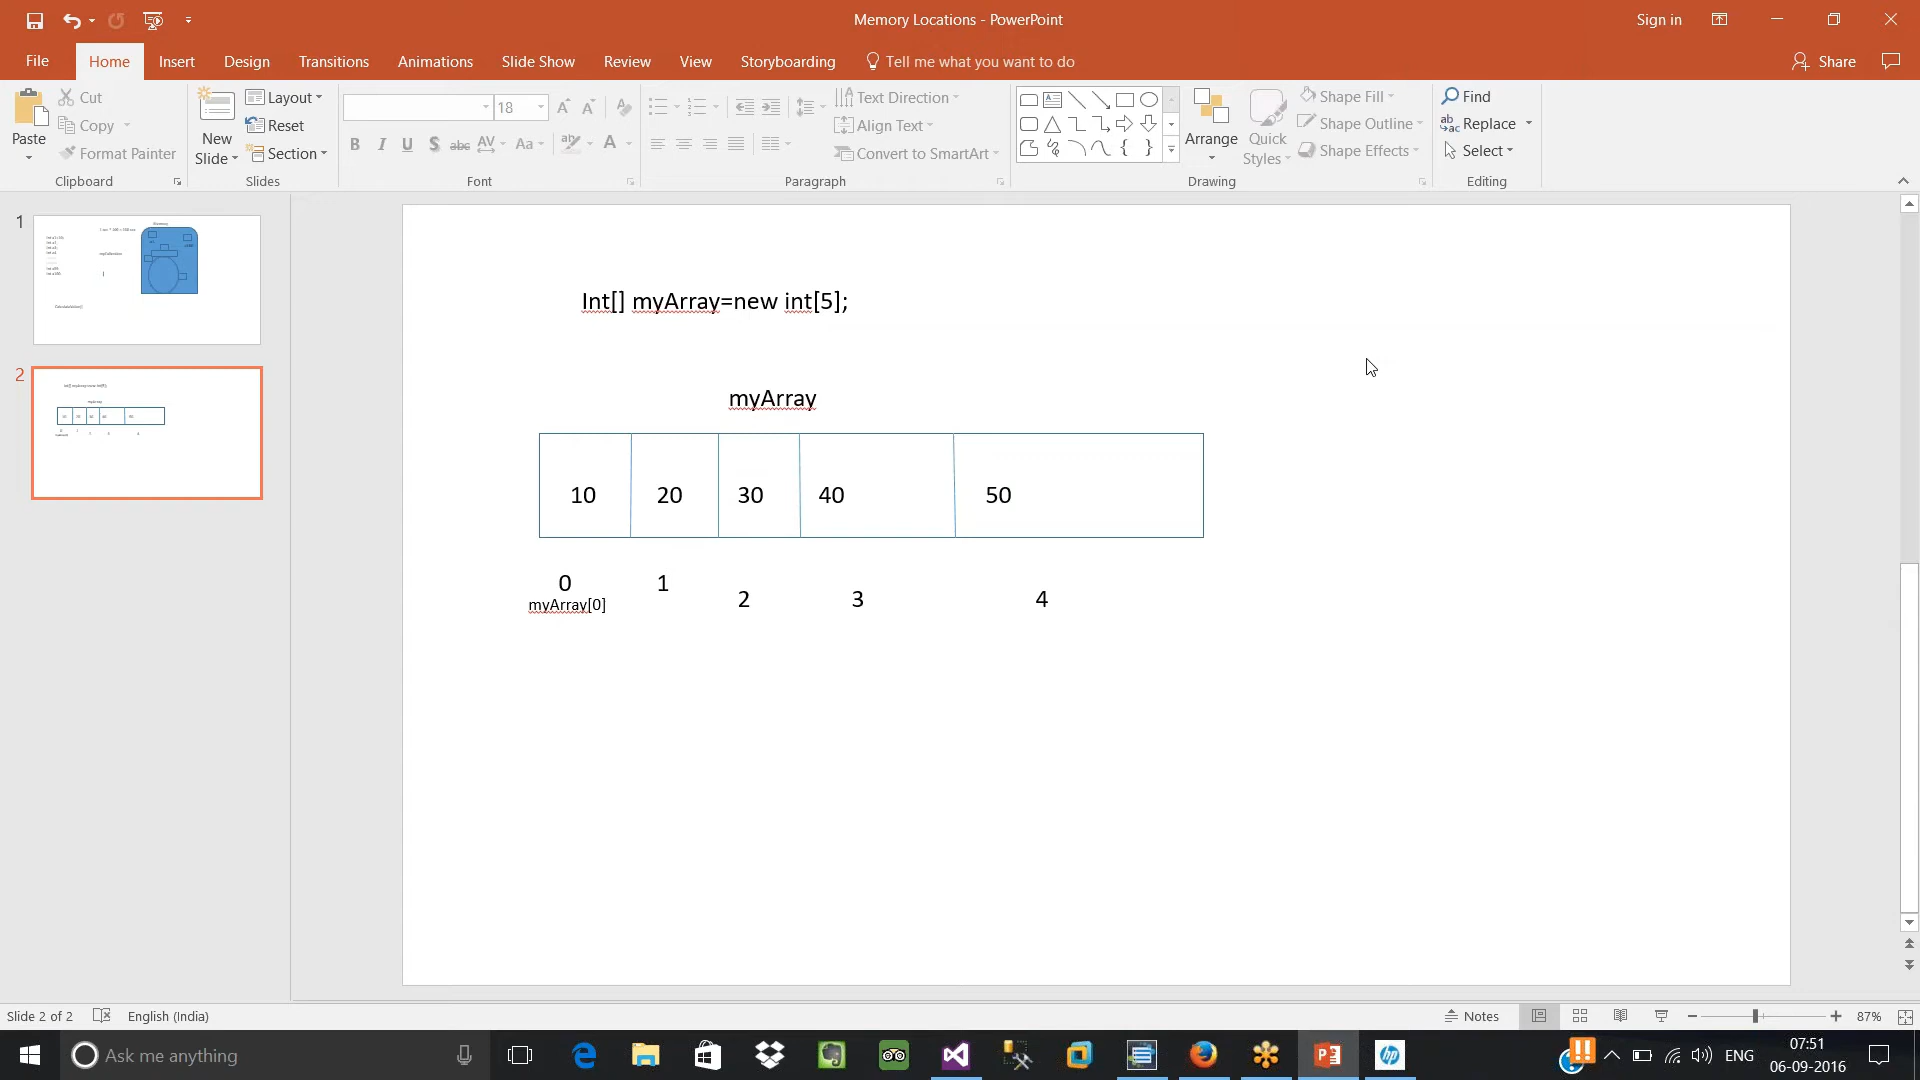 Memory Locations - PowerPoint
Sign in
File Home Insert Design Transitions Animations Slide Show Review View Storyboarding Tell me what you want to do Share
Paste
Cut
Copy
Format Painter
Clipboard
New Slide
Layout
Reset
Section
Slides
18
Font
Text Direction
Align Text
Convert to SmartArt
Paragraph
Arrange
Quick Styles
Shape Fill
Shape Outline
Shape Effects
Drawing
Find
Replace
Select
Editing
1
2
Int[] myArray=new int[5];
myArray
10 20 30 40 50
0 1 2 3 4
myArray[0]
Slide 2 of 2 English (India) Notes 87%
Ask me anything
ENG
07:51
06-09-2016